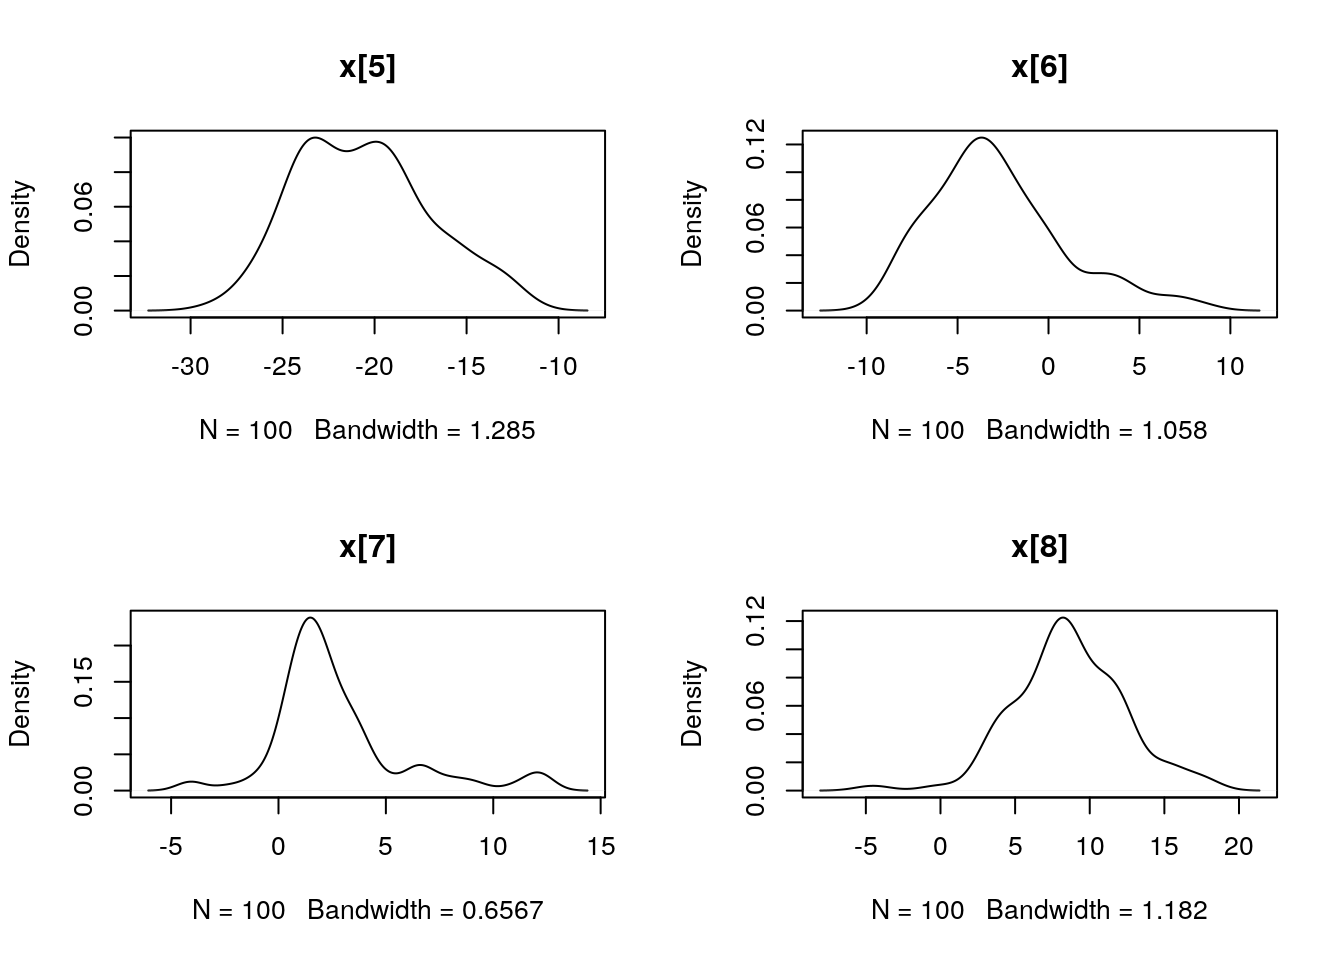 x[5]
Density
0.00 0.06
-30 -25 -20 -15 -10
N = 100 Bandwidth = 1.285
x[6]
Density
0.00 0.06 0.12
-10 -5 0 5 10
N = 100 Bandwidth = 1.058
x[7]
Density
0.00 0.15
-5 0 5 10 15
N = 100 Bandwidth = 0.6567
x[8]
Density
0.00 0.06 0.12
-5 0 5 10 15 20
N = 100 Bandwidth = 1.182